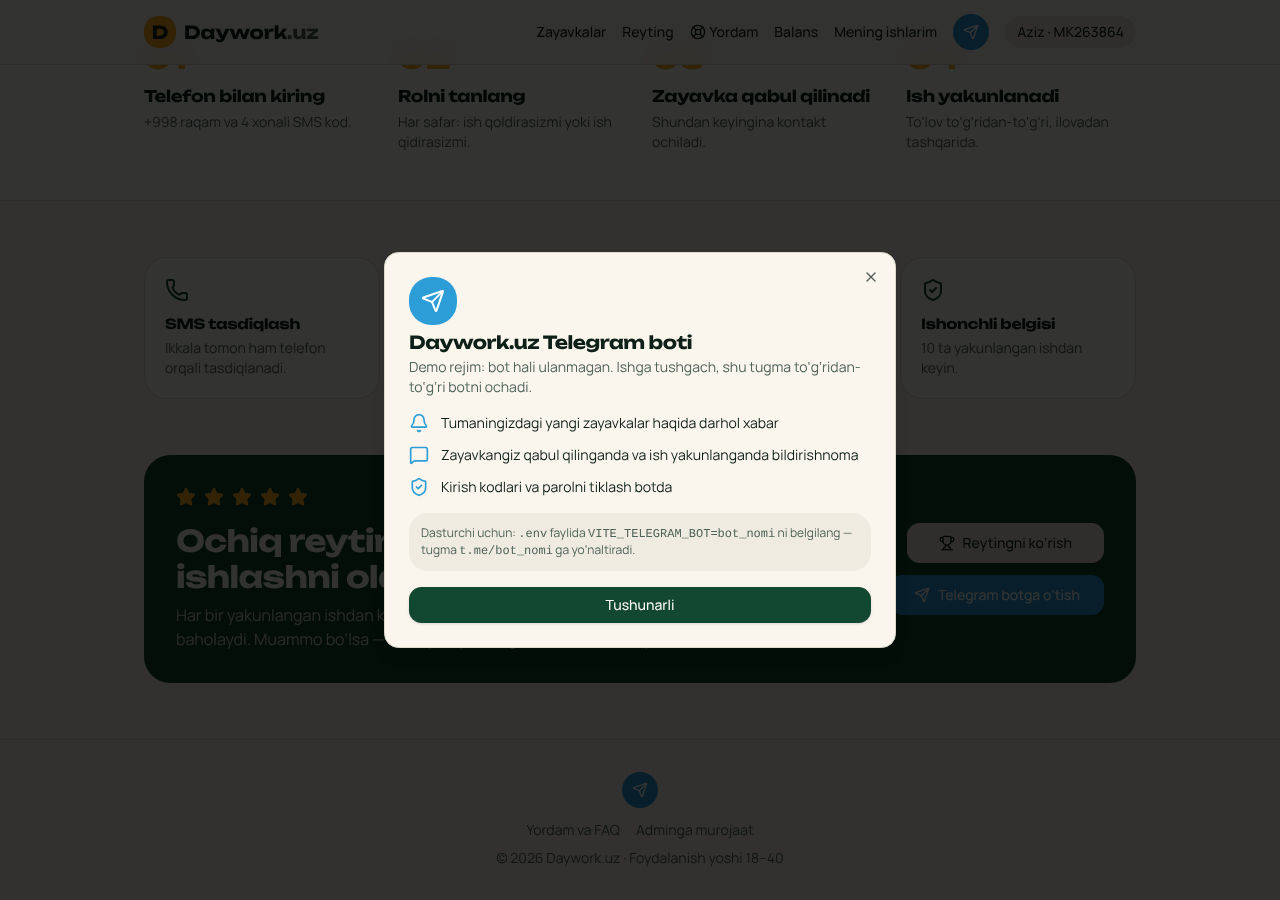 D Daywork.uz
Zayavkalar Reyting Yordam Balans Mening ishlarim Aziz · MK263864
Telefon bilan kiring
+998 raqam va 4 xonali SMS kod.
Rolni tanlang
Har safar: ish qoldirasizmi yoki ish
qidirasizmi.
Zayavka qabul qilinadi
Shundan keyingina kontakt
ochiladi.
Ish yakunlanadi
To'lov to'g'ridan-to'g'ri, ilovadan
tashqarida.
SMS tasdiqlash
Ikkala tomon ham telefon
orqali tasdiqlanadi.
Ishonchli belgisi
10 ta yakunlangan ishdan
keyin.
Daywork.uz Telegram boti
Demo rejim: bot hali ulanmagan. Ishga tushgach, shu tugma to'g'ridan-
to'g'ri botni ochadi.
Tumaningizdagi yangi zayavkalar haqida darhol xabar
Zayavkangiz qabul qilinganda va ish yakunlanganda bildirishnoma
Kirish kodlari va parolni tiklash botda
Dasturchi uchun: .env faylida VITE_TELEGRAM_BOT=bot_nomi ni belgilang —
tugma t.me/bot_nomi ga yo'naltiradi.
Tushunarli
Ochiq
ishlashni
Har bir yakunlangan ishdan
baholaydi. Muammo bo'lsa —
Reytingni ko'rish
Telegram botga o'tish
Yordam va FAQ Adminga murojaat
© 2026 Daywork.uz · Foydalanish yoshi 18–40